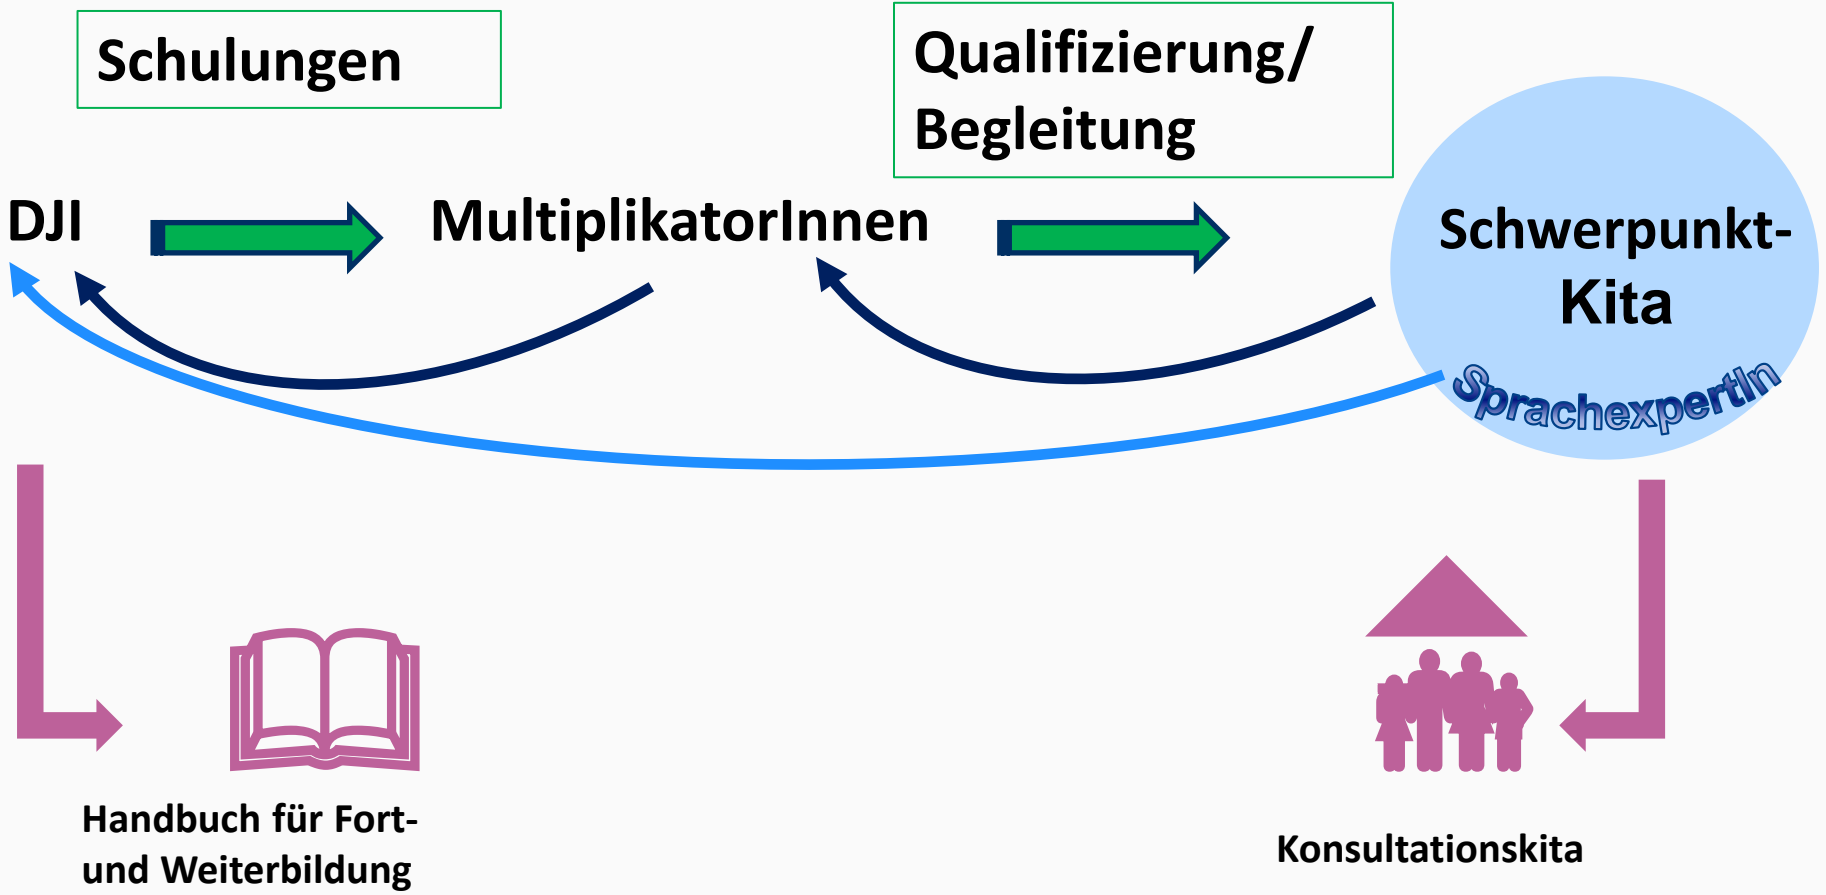 Schulungen
Qualifizierung/
Begleitung
DJI
MultiplikatorInnen
Schwerpunkt-
Kita
SprachexpertIn
Handbuch für Fort-
und Weiterbildung
Konsultationskita